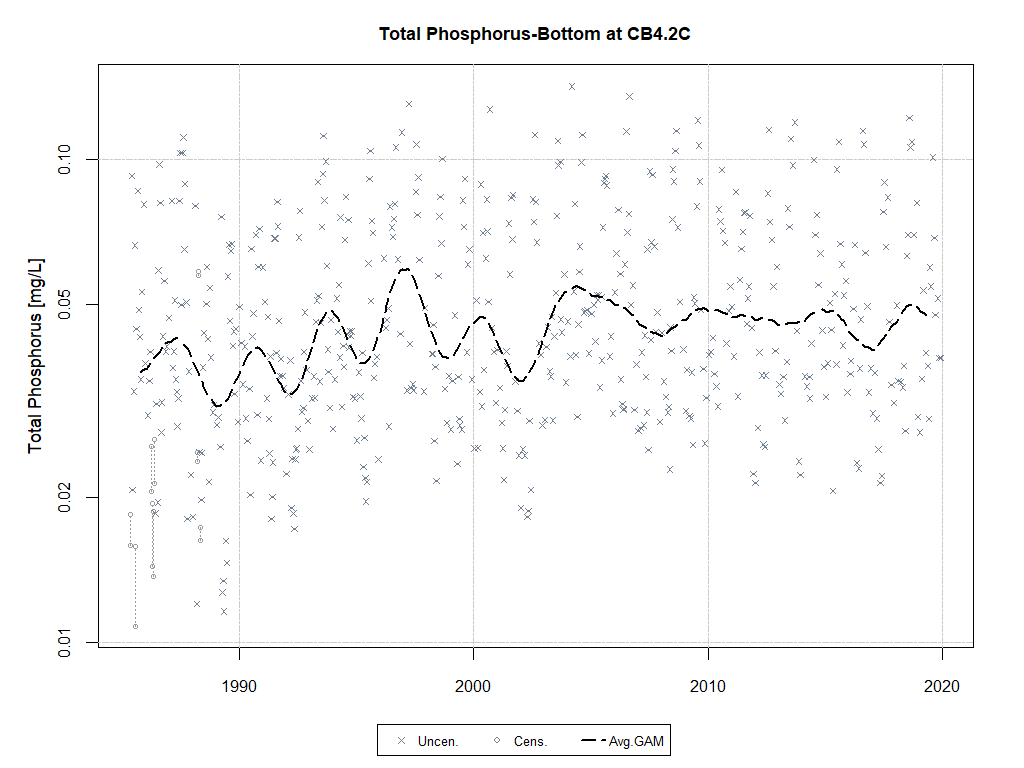 Total Phosphorus-Bottom at CB4.2C
Total Phosphorus [mg/L]
0.10
0.05
0.02
0.01
1990 2000 2010 2020
Uncen. Cens. Avg.GAM